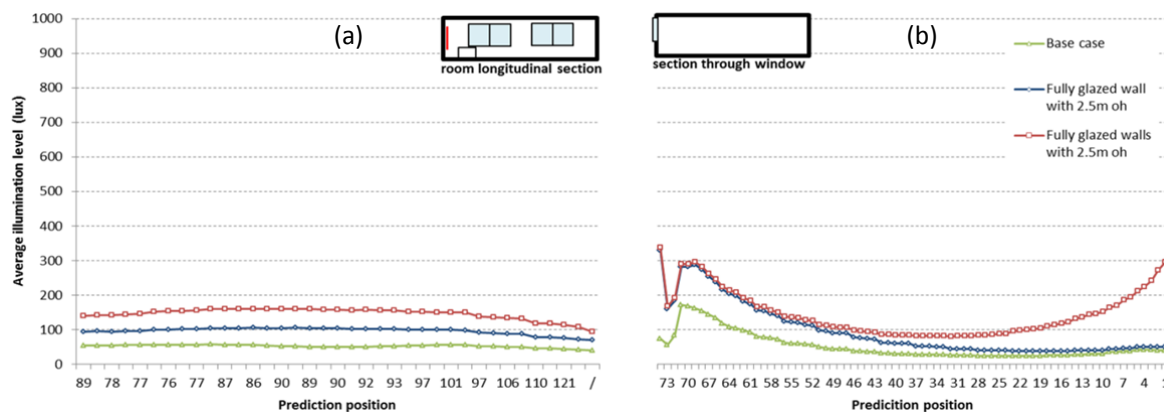 1000
900
800
700
600
500
400
300
200
100
0
Average illumination level (lux)
(a)
room longitudinal section
89 78 77 76 77 87 86 90 89 90 92 93 97 101 97 106 110 121 /
Prediction position
(b)
section through window
Base case
Fully glazed wall
with 2.5m oh
Fully glazed walls
with 2.5m oh
73 70 67 64 61 58 55 52 49 46 43 40 37 34 31 28 25 22 19 16 13 10 7 4 1
Prediciton position